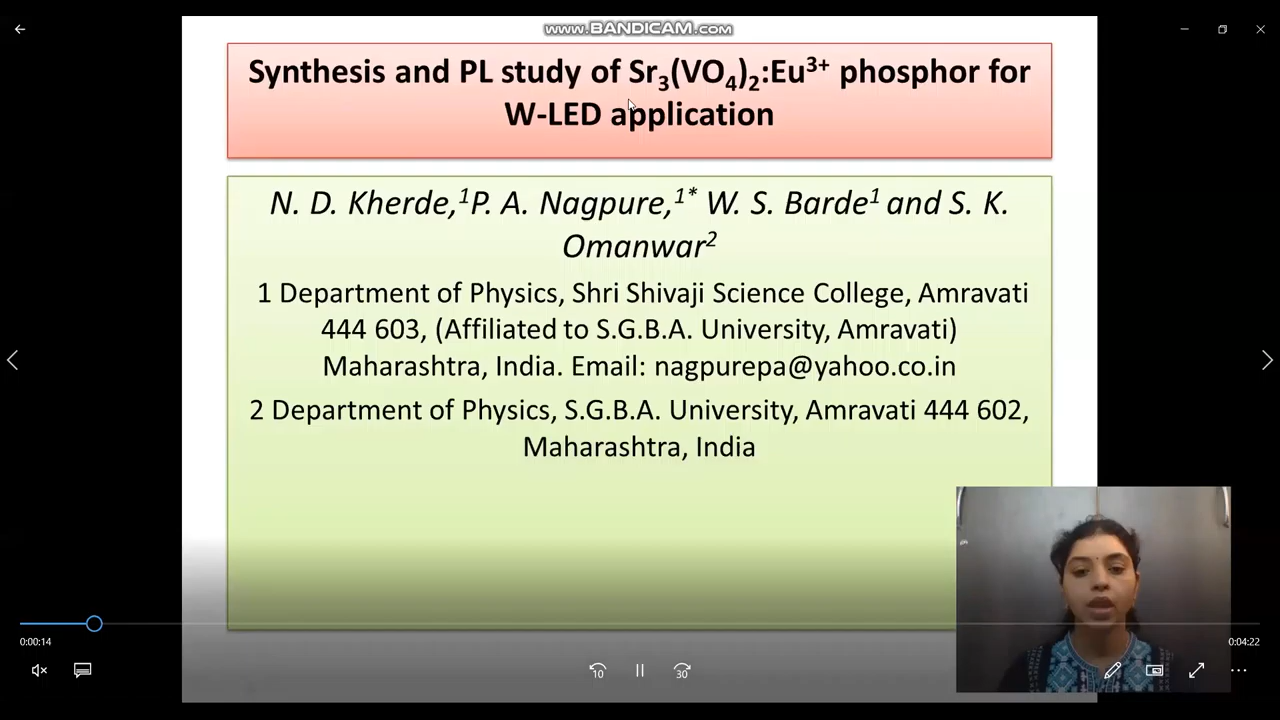 www.BANDICAM.com
Synthesis and PL study of Sr₃(VO₄)₂:Eu³⁺ phosphor for
W-LED application
N. D. Kherde,¹P. A. Nagpure,¹* W. S. Barde¹ and S. K.
Omanwar²
1 Department of Physics, Shri Shivaji Science College, Amravati
444 603, (Affiliated to S.G.B.A. University, Amravati)
Maharashtra, India. Email: nagpurepa@yahoo.co.in
2 Department of Physics, S.G.B.A. University, Amravati 444 602,
Maharashtra, India
0:00:14
0:04:22
10
30